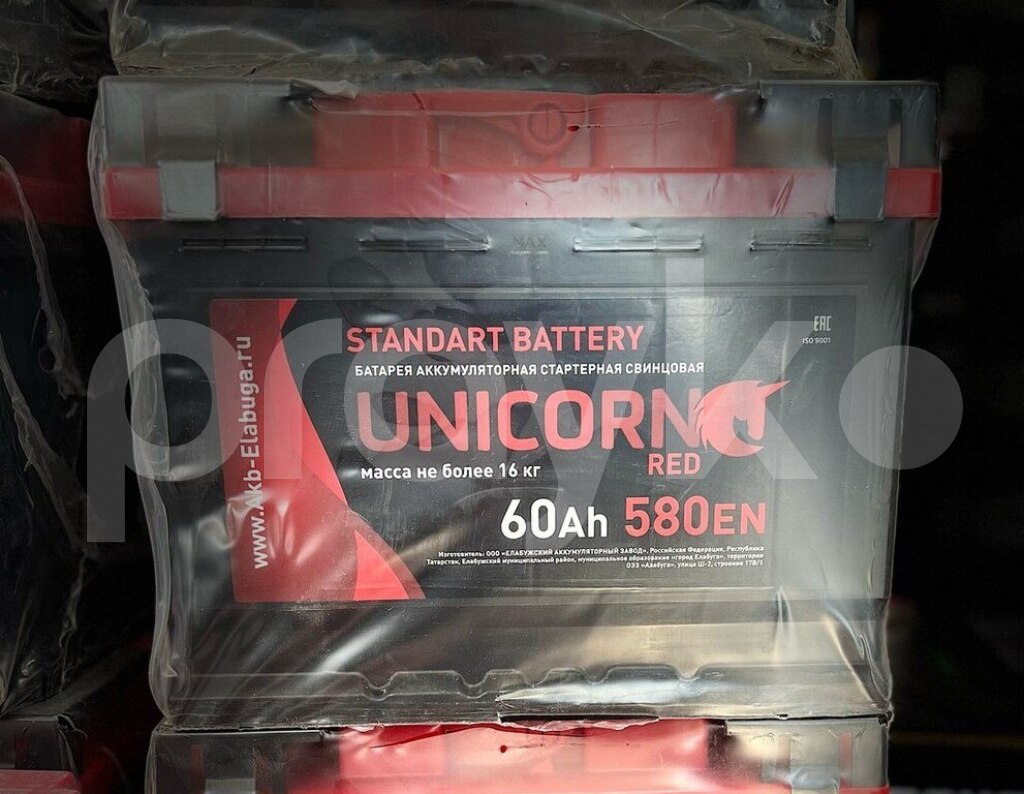 MAX
www.Akb-Elabuga.ru
STANDART BATTERY
EAC
ISO 9001
БАТАРЕЯ АККУМУЛЯТОРНАЯ СТАРТЕРНАЯ СВИНЦОВАЯ
UNICORN
RED
масса не более 16 кг
60Ah 580EN
Изготовитель: ООО «ЕЛАБУЖСКИЙ АККУМУЛЯТОРНЫЙ ЗАВОД», Российская Федерация, Республика
Татарстан, Елабужский муниципальный район, муниципальное образование «город Елабуга», территория
ОЭЗ «Алабуга», улица Ш-2, строение 17В/1
proyko